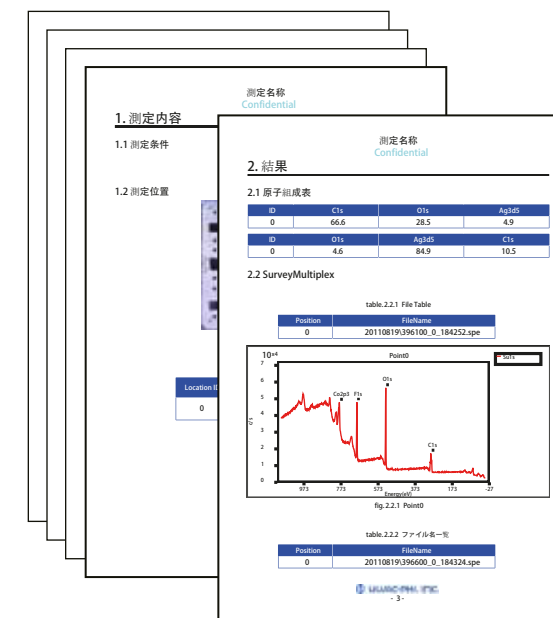 測定名称
Confidential
1. 測定内容
1.1 測定条件
1.2 測定位置
Location ID
0
測定名称
Confidential
2. 結果
2.1 原子組成表
ID C1s O1s Ag3d5
0 66.6 28.5 4.9
ID O1s Ag3d5 C1s
0 4.6 84.9 10.5
2.2 SurveyMultiplex
table.2.2.1 File Table
Position FileName
0 20110819\396100_0_184252.spe
10×4 Point0 Su1s
7
6
5
4
3
2
1
0
c/s
Co2p3 F1s O1s C1s
973 773 573 373 173 -27
Energy(eV)
fig.2.2.1 Point0
table.2.2.2 ファイル名一覧
Position FileName
0 20110819\396600_0_184324.spe
ULVAC-PHI, INC.
- 3 -